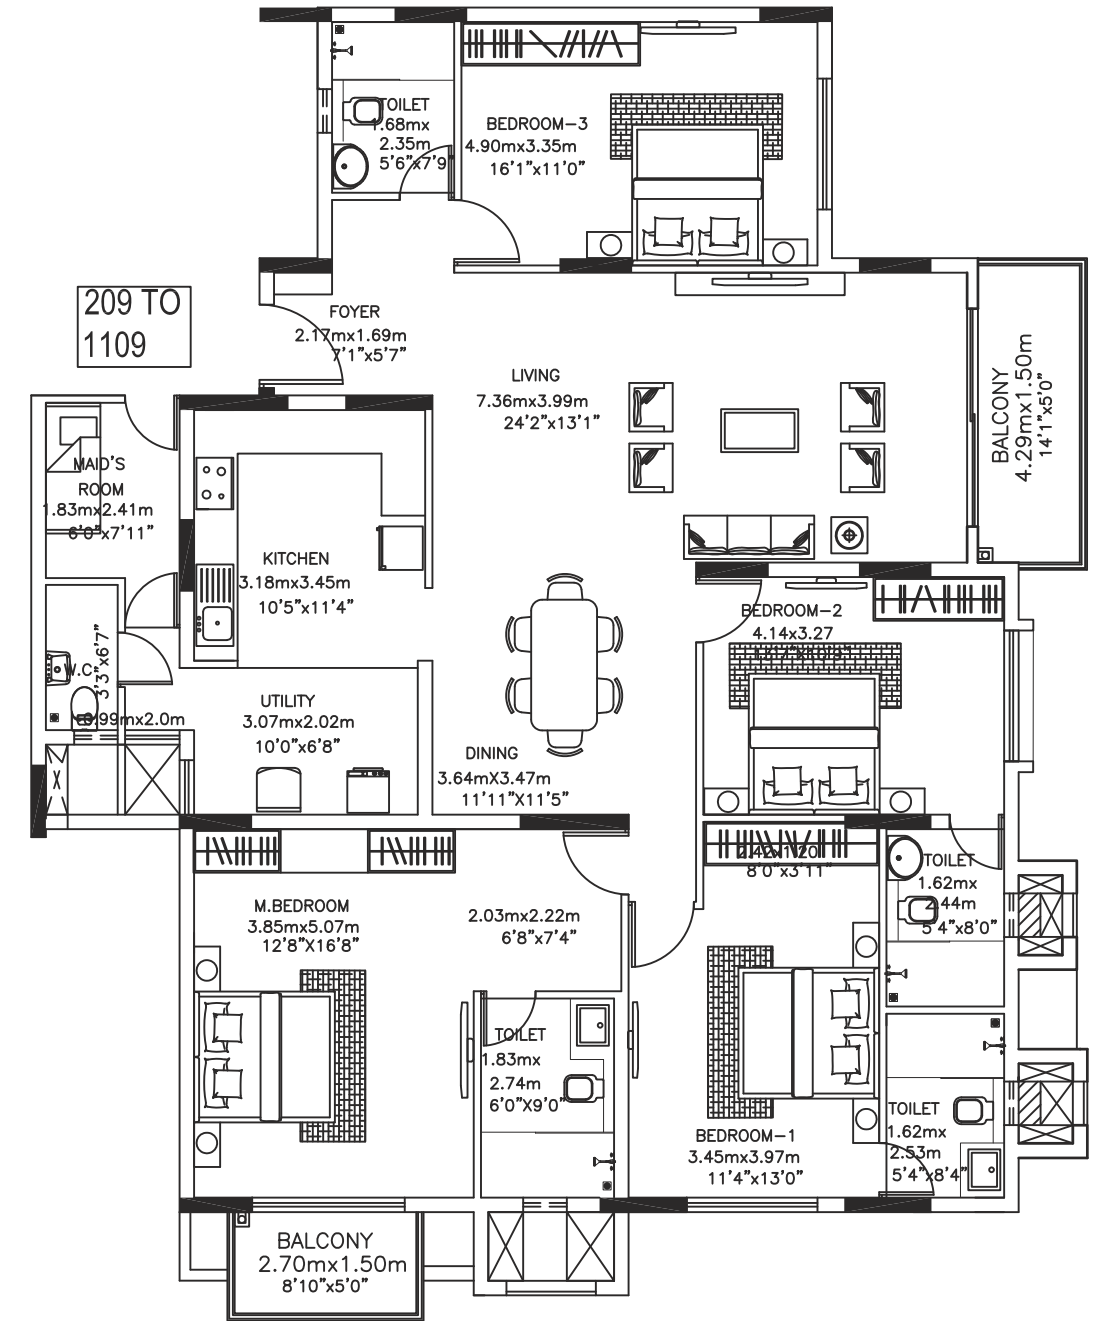 TOILET
1.68mx
2.35m
5'6"x7'9"
BEDROOM-3
4.90mx3.35m
16'1"x11'0"
209 TO
1109
FOYER
2.17mx1.69m
7'1"x5'7"
LIVING
7.36mx3.99m
24'2"x13'1"
BALCONY
4.29mx1.50m
14'1"x5'0"
MAID'S
ROOM
1.83mx2.41m
6'0"x7'11"
KITCHEN
3.18mx3.45m
10'5"x11'4"
BEDROOM-2
4.14x3.27
13'7"x10'9"
W.C.
3'3"x6'7"
0.99mx2.0m
UTILITY
3.07mx2.02m
10'0"x6'8"
DINING
3.64mX3.47m
11'11"X11'5"
2.42x1.20
8'0"x3'11"
TOILET
1.62mx
2.44m
5'4"x8'0"
M.BEDROOM
3.85mx5.07m
12'8"X16'8"
2.03mx2.22m
6'8"x7'4"
TOILET
1.83mx
2.74m
6'0"X9'0"
BEDROOM-1
3.45mx3.97m
11'4"x13'0"
TOILET
1.62mx
2.53m
5'4"x8'4"
BALCONY
2.70mx1.50m
8'10"x5'0"